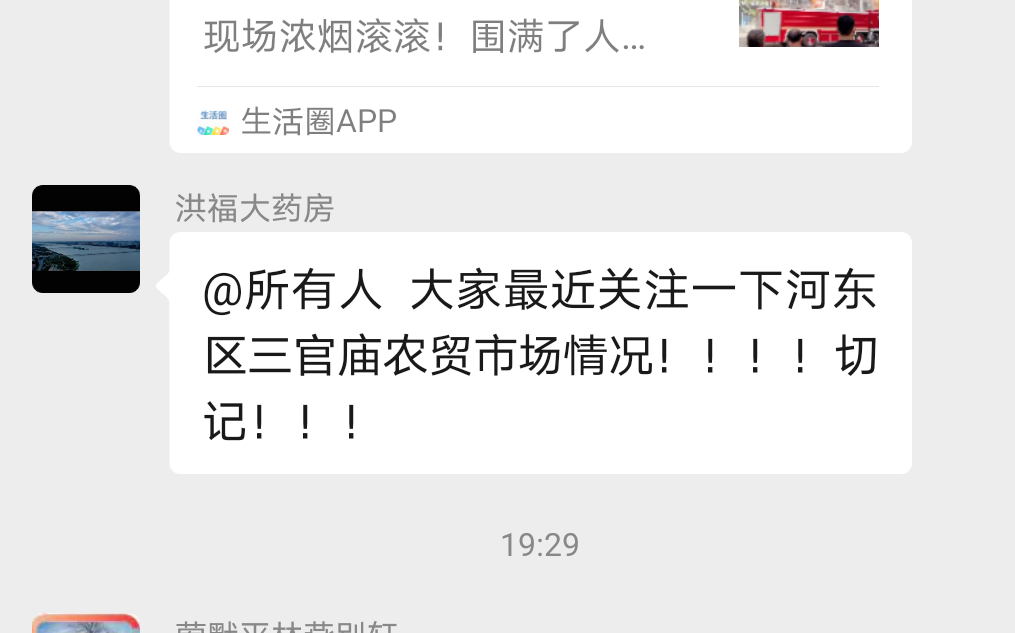 现场浓烟滚滚！围满了人...
生活圈
生活圈APP
洪福大药房
@所有人 大家最近关注一下河东
区三官庙农贸市场情况！！！！切
记！！！
19:29